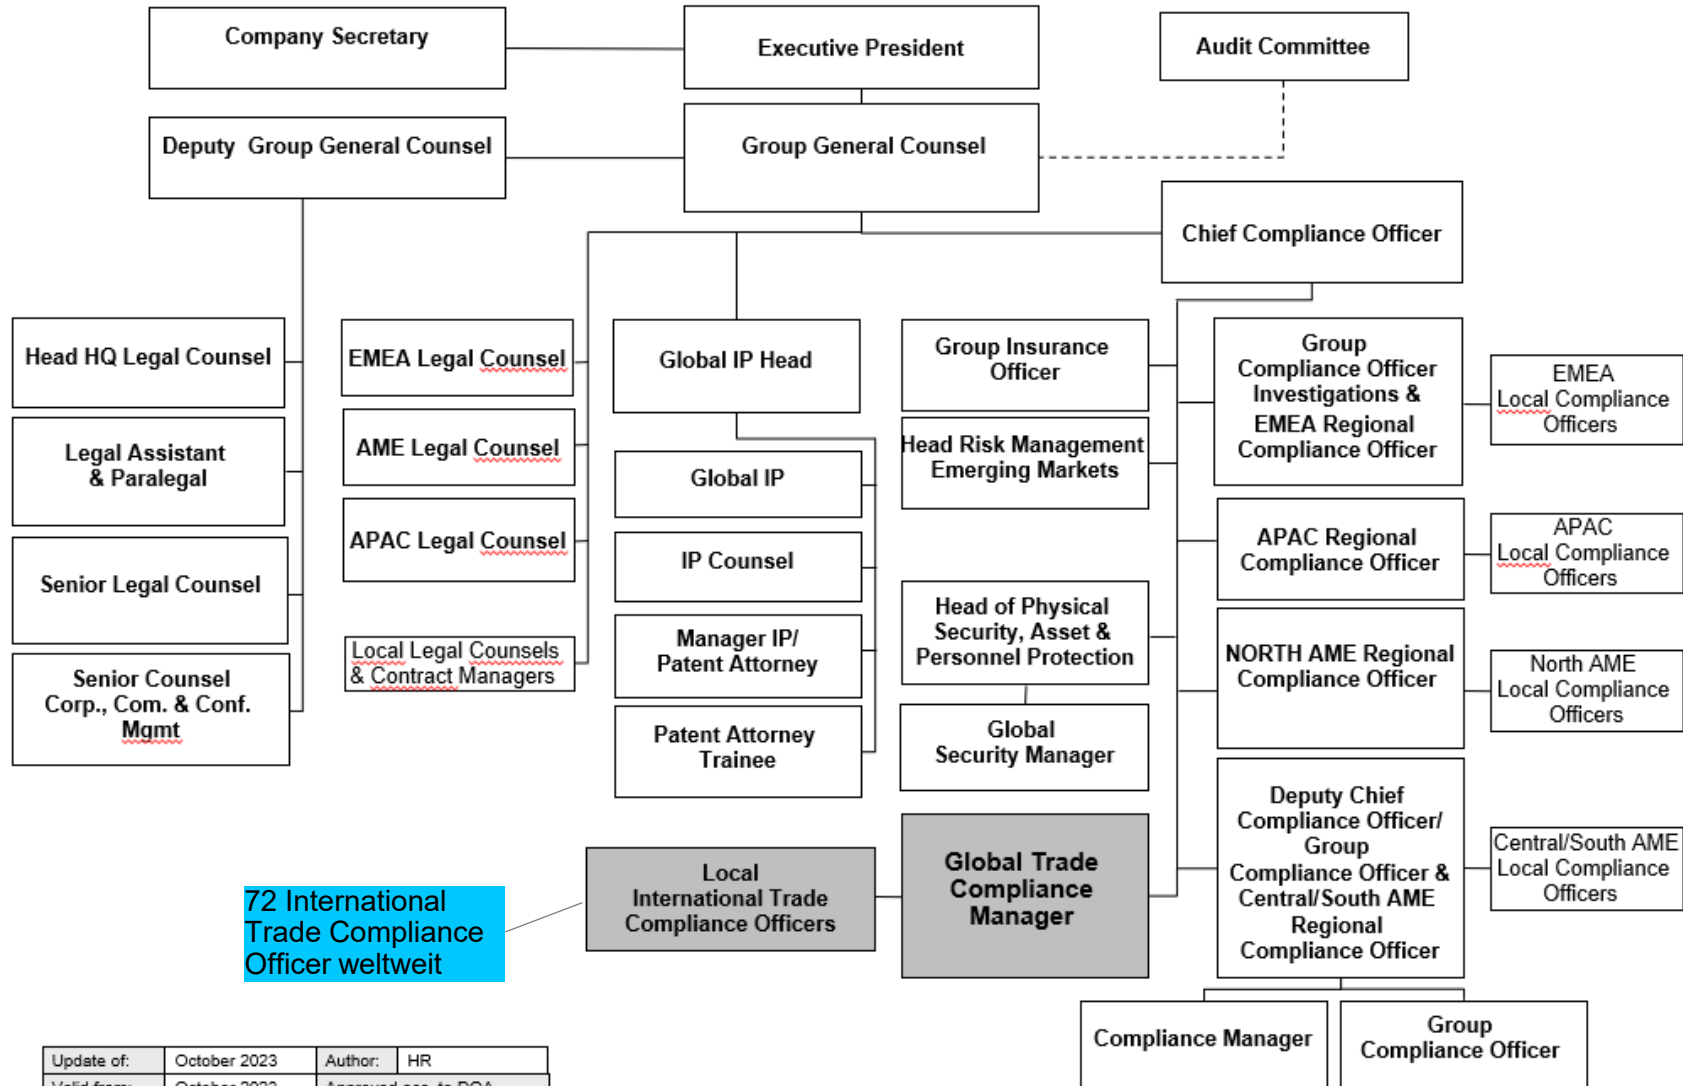 Company Secretary
Executive President
Audit Committee
Deputy Group General Counsel
Group General Counsel
Chief Compliance Officer
Head HQ Legal Counsel
Legal Assistant
& Paralegal
Senior Legal Counsel
Senior Counsel
Corp., Com. & Conf.
Mgmt
EMEA Legal Counsel
AME Legal Counsel
APAC Legal Counsel
Local Legal Counsels
& Contract Managers
Global IP Head
Global IP
IP Counsel
Manager IP/
Patent Attorney
Patent Attorney
Trainee
Group Insurance
Officer
Head Risk Management
Emerging Markets
Head of Physical
Security, Asset &
Personnel Protection
Global
Security Manager
Global Trade
Compliance
Manager
Local
International Trade
Compliance Officers
72 International
Trade Compliance
Officer weltweit
Group
Compliance Officer
Investigations &
EMEA Regional
Compliance Officer
EMEA
Local Compliance
Officers
APAC Regional
Compliance Officer
APAC
Local Compliance
Officers
NORTH AME Regional
Compliance Officer
North AME
Local Compliance
Officers
Deputy Chief
Compliance Officer/
Group
Compliance Officer &
Central/South AME
Regional
Compliance Officer
Central/South AME
Local Compliance
Officers
Compliance Manager
Group
Compliance Officer
Update of: October 2023 Author: HR
Valid from: October 2023 Approved acc. to DOA